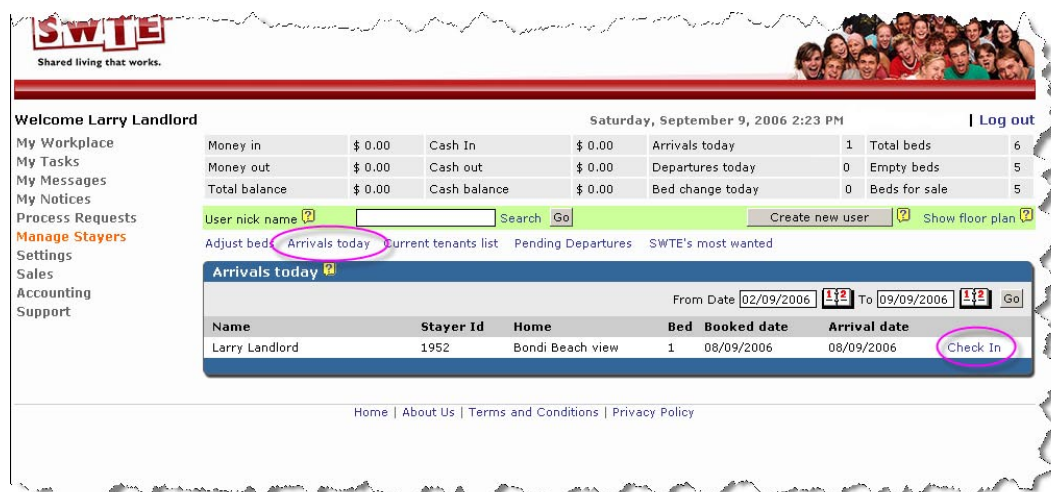 SWTE
Shared living that works.
Welcome Larry Landlord
Saturday, September 9, 2006 2:23 PM | Log out
My Workplace
My Tasks
My Messages
My Notices
Process Requests
Manage Stayers
Settings
Sales
Accounting
Support
Money in $ 0.00 Cash In $ 0.00 Arrivals today 1 Total beds 6
Money out $ 0.00 Cash out $ 0.00 Departures today 0 Empty beds 5
Total balance $ 0.00 Cash balance $ 0.00 Bed change today 0 Beds for sale 5
User nick name ? Search Go Create new user ? Show floor plan ?
Adjust beds Arrivals today Current tenants list Pending Departures SWTE's most wanted
Arrivals today ?
From Date 02/09/2006 12 To 09/09/2006 12 Go
Name Stayer Id Home Bed Booked date Arrival date
Larry Landlord 1952 Bondi Beach view 1 08/09/2006 08/09/2006 Check In
Home | About Us | Terms and Conditions | Privacy Policy